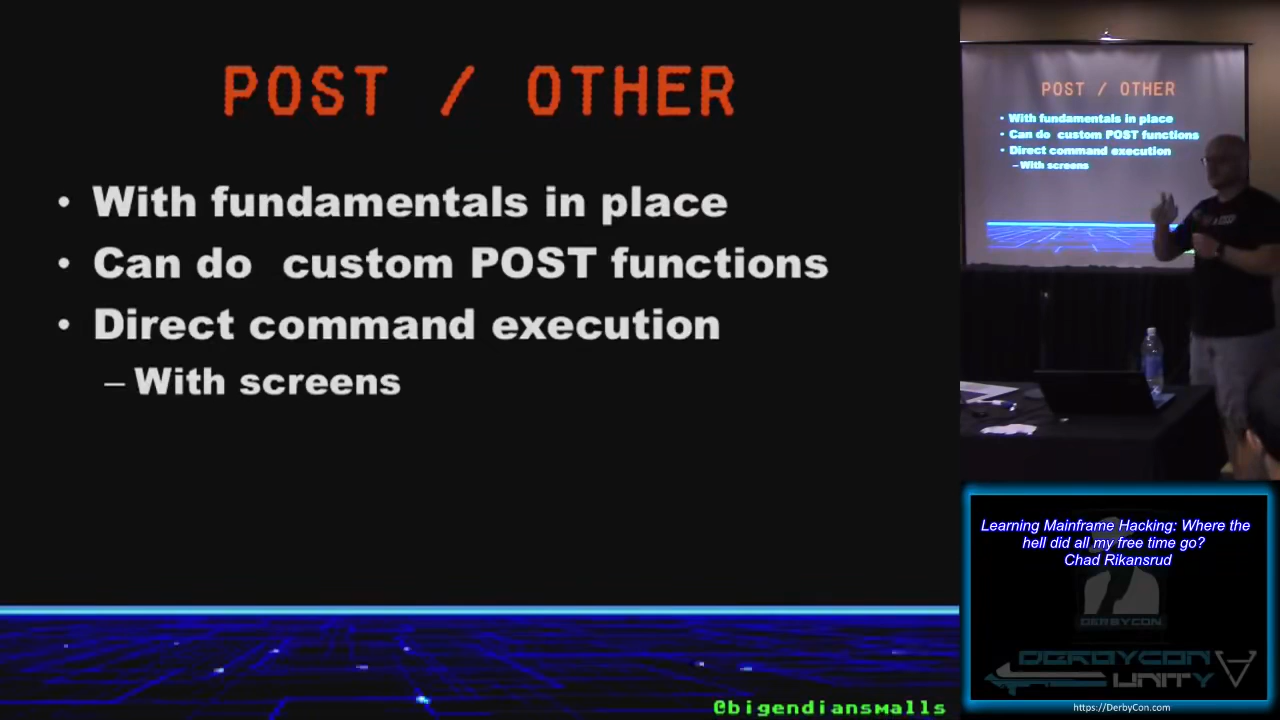 POST / OTHER
• With fundamentals in place
• Can do  custom POST functions
• Direct command execution
– With screens
@bigendiansmalls
POST / OTHER
• With fundamentals in place
• Can do  custom POST functions
• Direct command execution
– With screens
Learning Mainframe Hacking: Where the
hell did all my free time go?
Chad Rikansrud
DERBYCON
DERBYCON
UNITY
https://DerbyCon.com